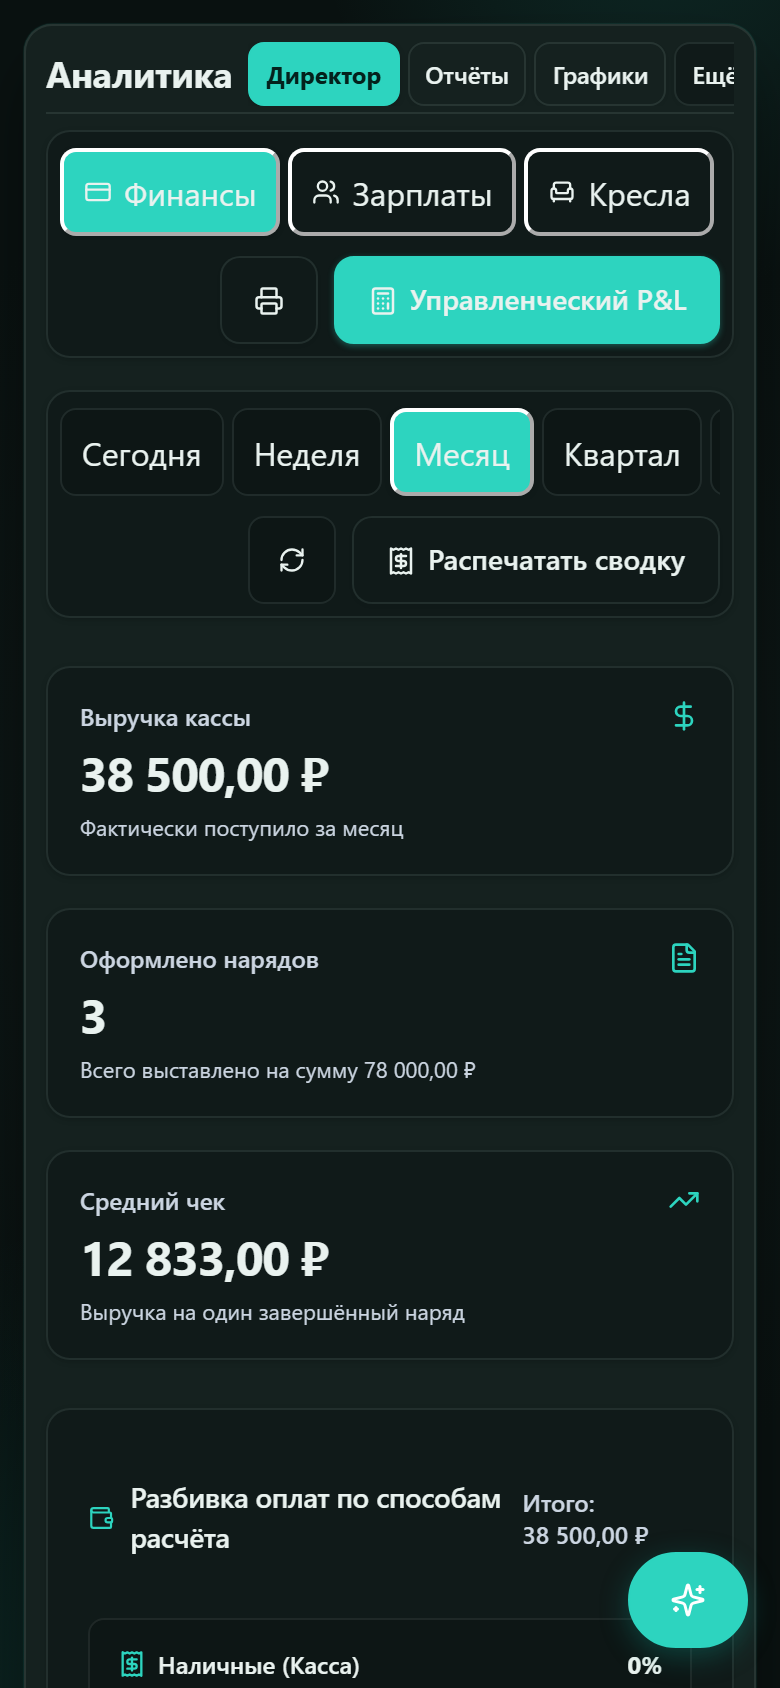 Аналитика Директор Отчёты Графики Ещё
Финансы Зарплаты Кресла
Управленческий P&L
Сегодня Неделя Месяц Квартал
Распечатать сводку
Выручка кассы
38 500,00 ₽
Фактически поступило за месяц
Оформлено нарядов
3
Всего выставлено на сумму 78 000,00 ₽
Средний чек
12 833,00 ₽
Выручка на один завершённый наряд
Разбивка оплат по способам
расчёта
Итого:
38 500,00 ₽
Наличные (Касса) 0%